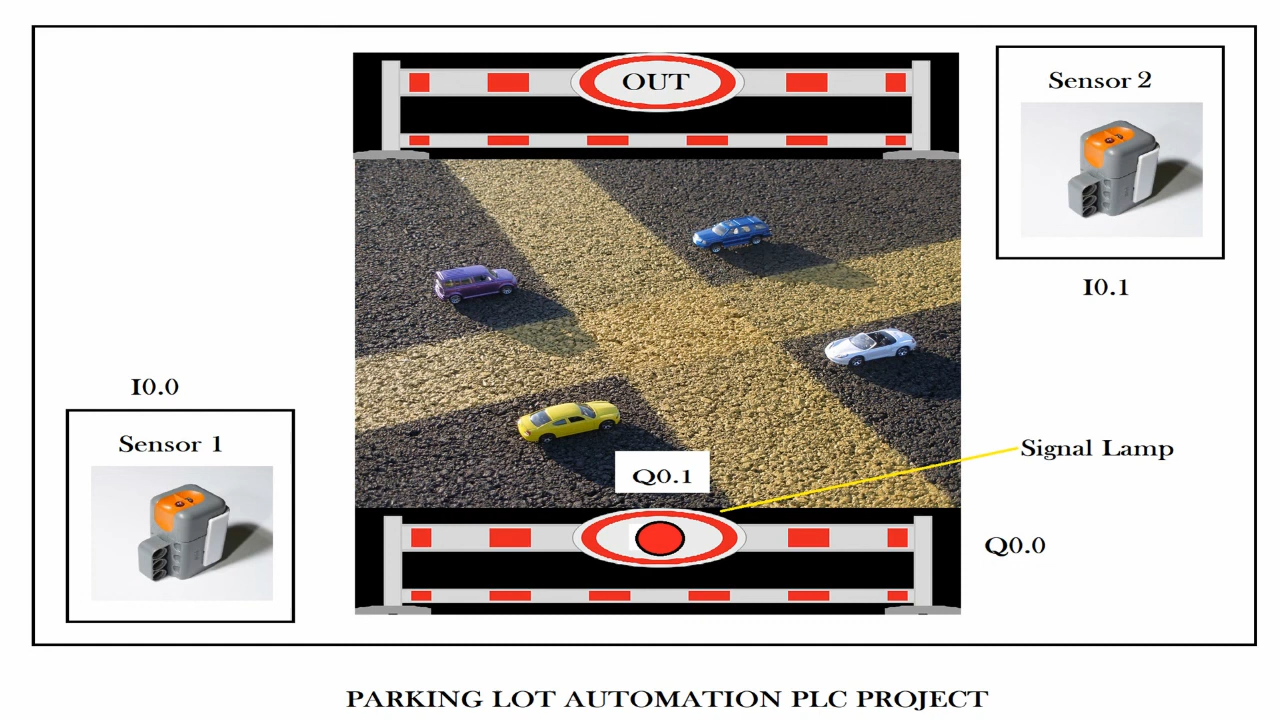 OUT
Sensor 2
I0.1
I0.0
Sensor 1
Q0.1
Signal Lamp
Q0.0
PARKING LOT AUTOMATION PLC PROJECT